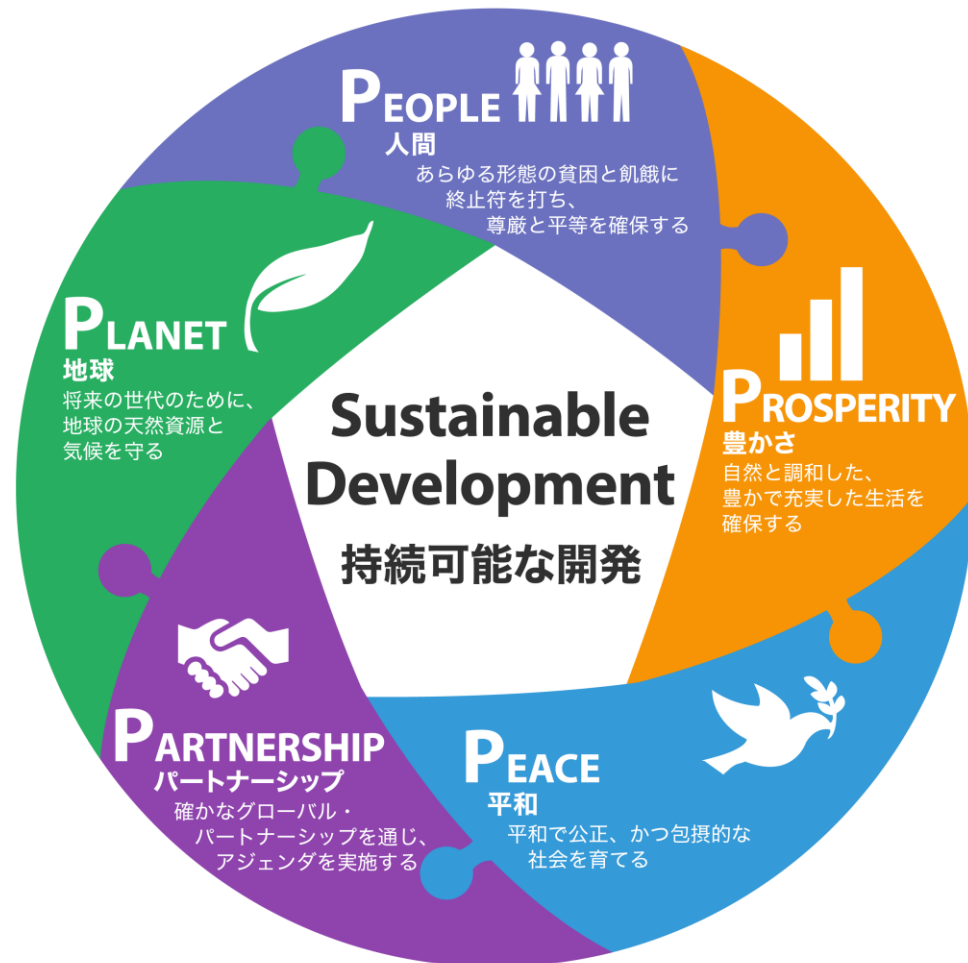 PEOPLE
人間
あらゆる形態の貧困と飢餓に
終止符を打ち、
尊厳と平等を確保する
PROSPERITY
豊かさ
自然と調和した、
豊かで充実した生活を
確保する
PLANET
地球
将来の世代のために、
地球の天然資源と
気候を守る
Sustainable
Development
持続可能な開発
PARTNERSHIP
パートナーシップ
確かなグローバル・
パートナーシップを通じ、
アジェンダを実施する
PEACE
平和
平和で公正、かつ包摂的な
社会を育てる